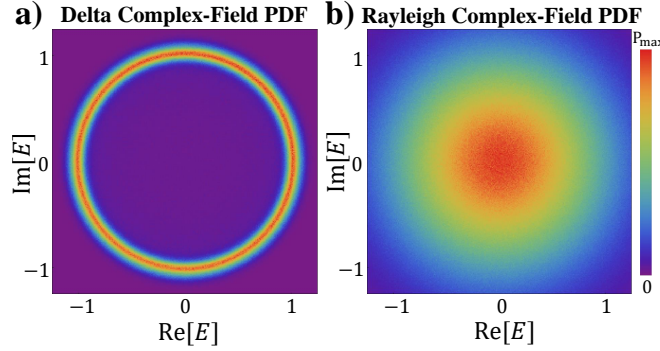 a) Delta Complex-Field PDF
b) Rayleigh Complex-Field PDF
P_max
1
0
−1
Im[E]
−1
0
1
Re[E]
1
0
−1
Im[E]
−1
0
1
Re[E]
0